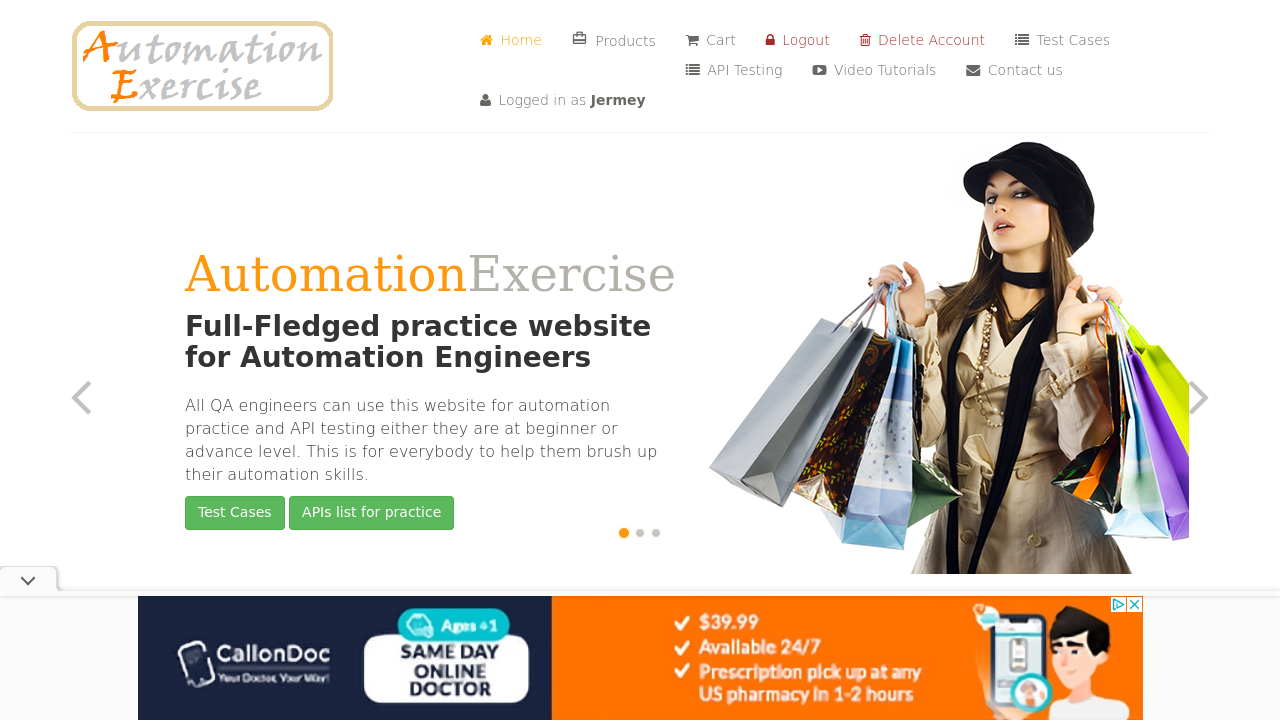 Automation
Exercise
Home
Products
Cart
Logout
Delete Account
Test Cases
API Testing
Video Tutorials
Contact us
Logged in as Jermey
AutomationExercise
Full-Fledged practice website
for Automation Engineers
All QA engineers can use this website for automation
practice and API testing either they are at beginner or
advance level. This is for everybody to help them brush up
their automation skills.
Test Cases
APIs list for practice
CallonDoc
Your Doctor, Your Way!
Ages +1
SAME DAY
ONLINE
DOCTOR
$39.99
Available 24/7
Prescription pick up at any
US pharmacy in 1-2 hours